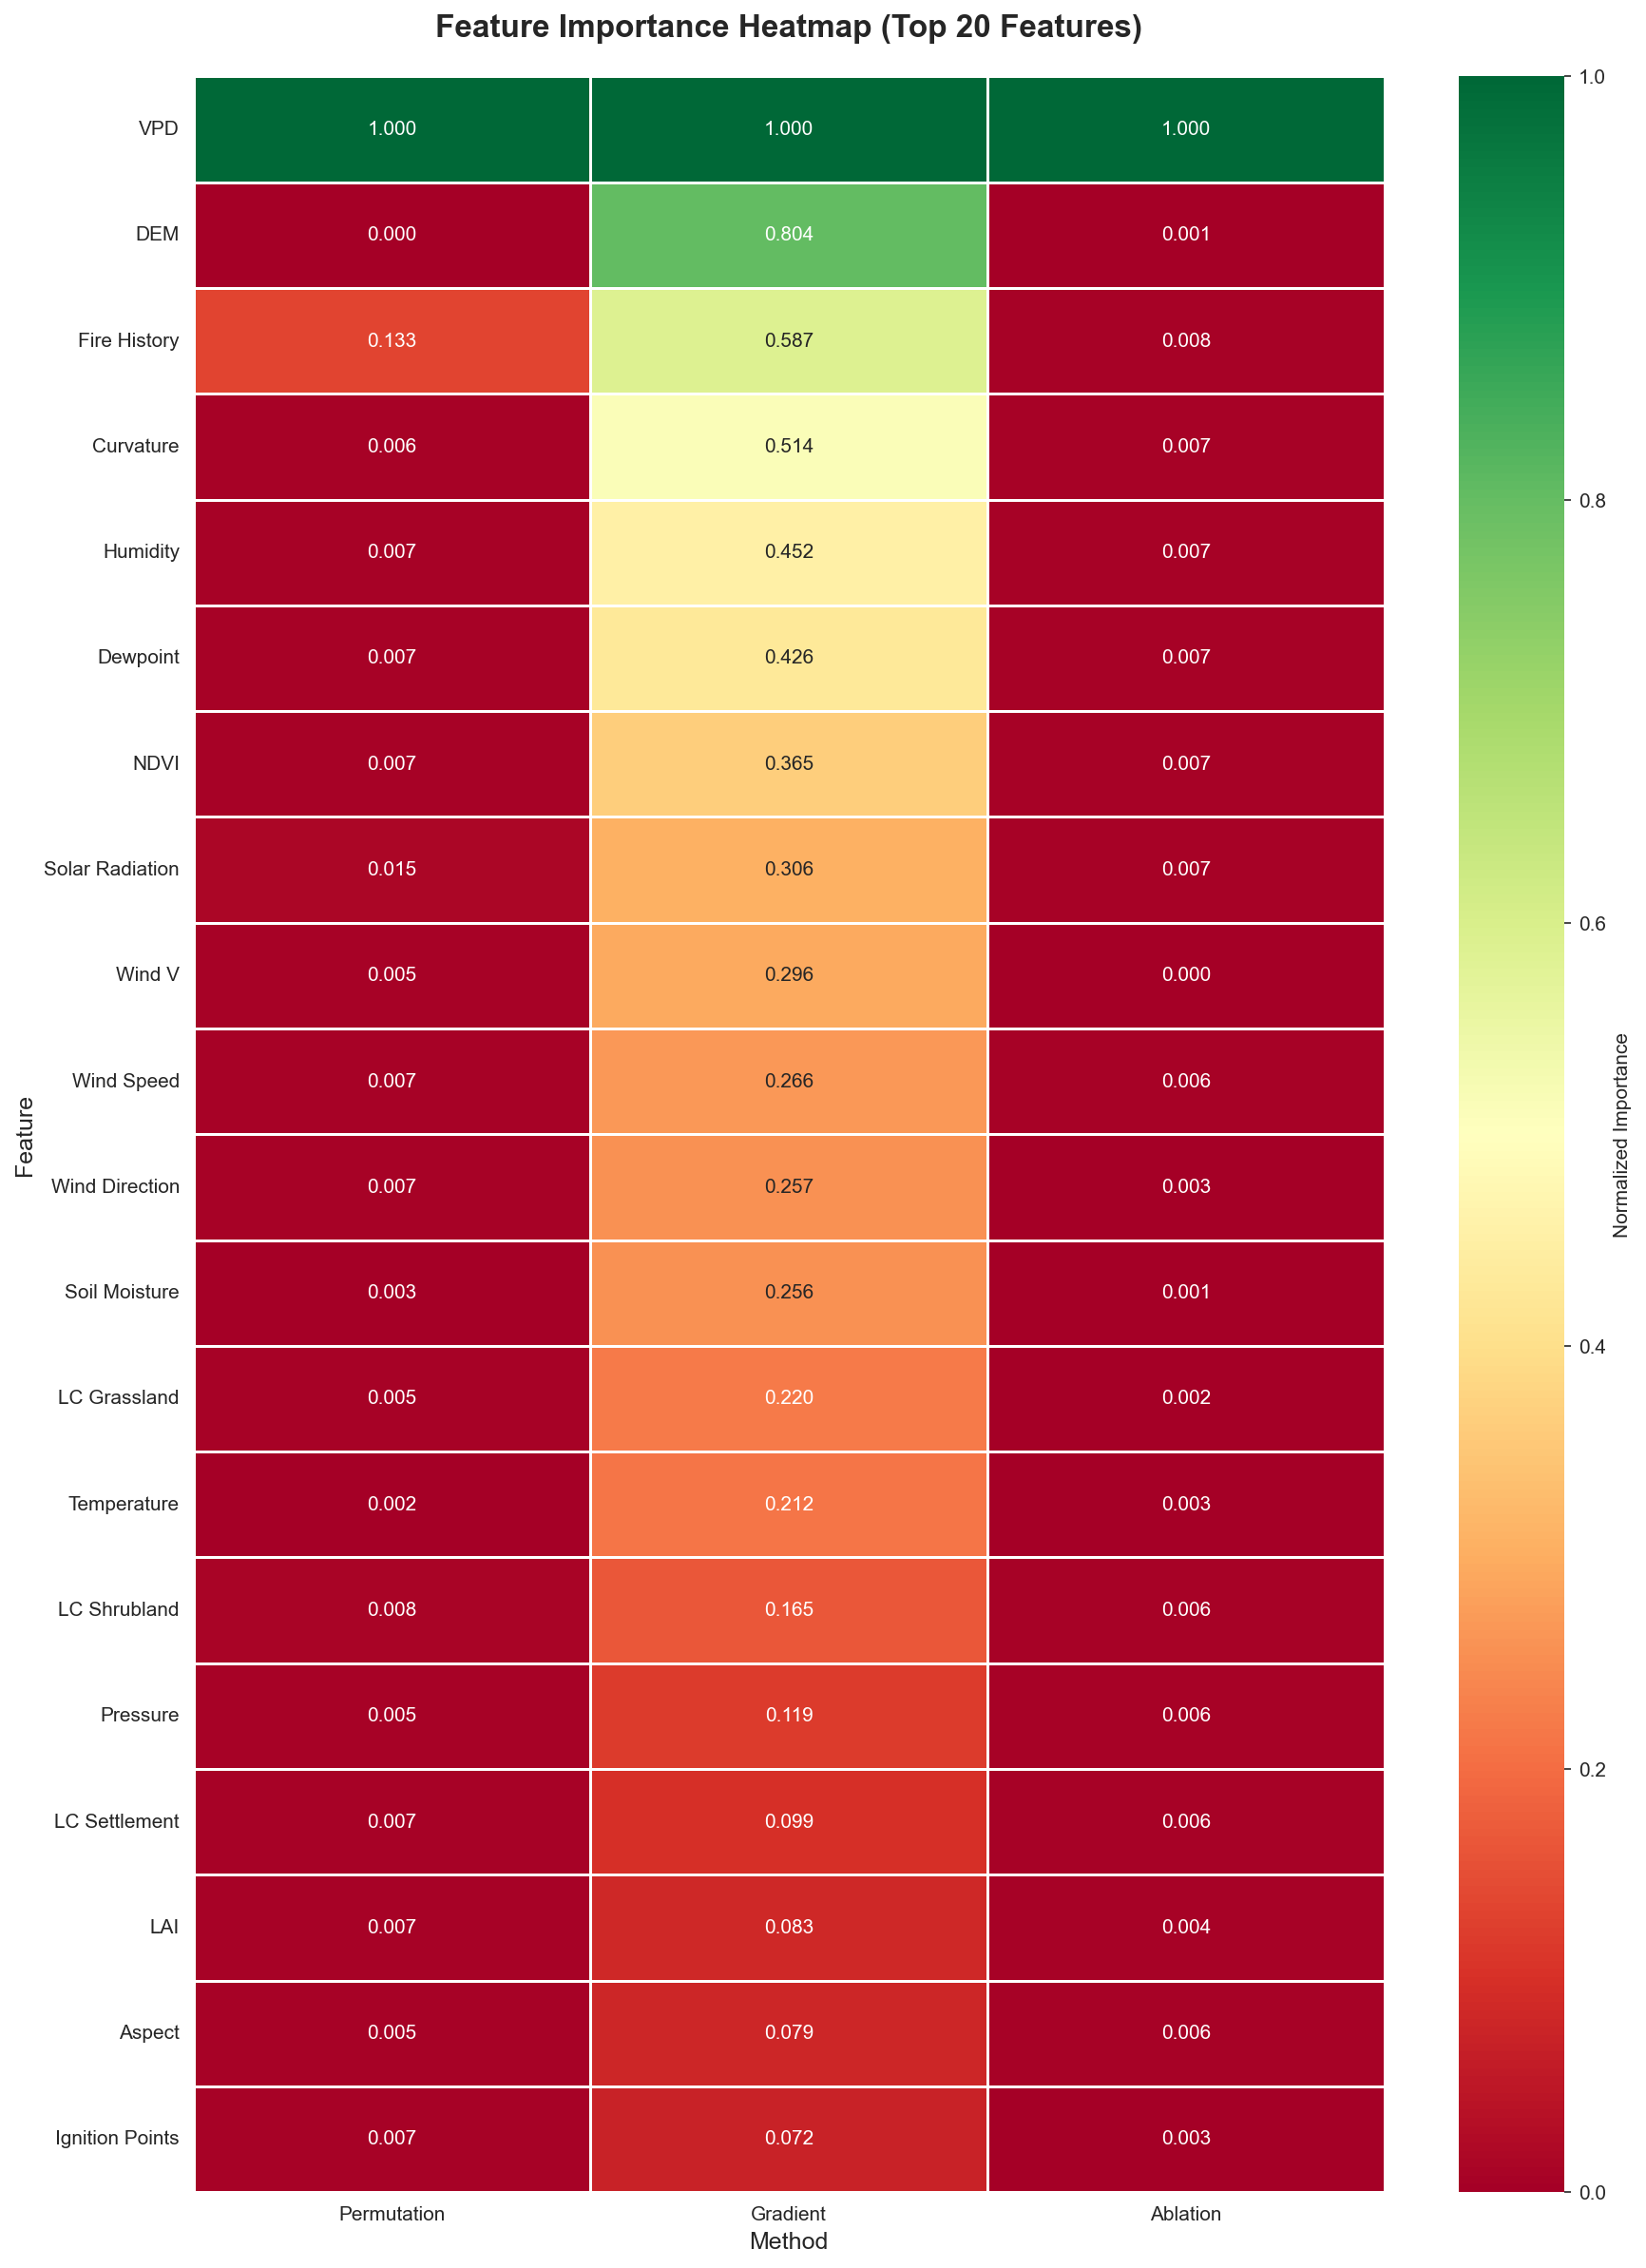 Feature Importance Heatmap (Top 20 Features)
VPD 1.000 1.000 1.000
DEM 0.000 0.804 0.001
Fire History 0.133 0.587 0.008
Curvature 0.006 0.514 0.007
Humidity 0.007 0.452 0.007
Dewpoint 0.007 0.426 0.007
NDVI 0.007 0.365 0.007
Solar Radiation 0.015 0.306 0.007
Wind V 0.005 0.296 0.000
Wind Speed 0.007 0.266 0.006
Wind Direction 0.007 0.257 0.003
Soil Moisture 0.003 0.256 0.001
LC Grassland 0.005 0.220 0.002
Temperature 0.002 0.212 0.003
LC Shrubland 0.008 0.165 0.006
Pressure 0.005 0.119 0.006
LC Settlement 0.007 0.099 0.006
LAI 0.007 0.083 0.004
Aspect 0.005 0.079 0.006
Ignition Points 0.007 0.072 0.003
Permutation Gradient Ablation
Method
Feature
1.0
0.8
0.6
0.4
0.2
0.0
Normalized Importance